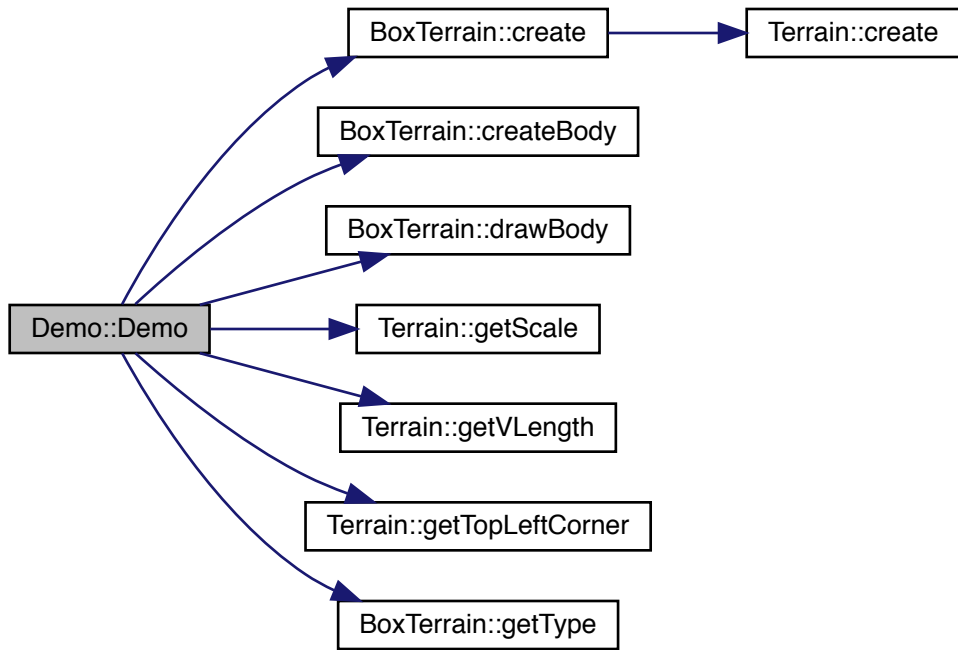 BoxTerrain::create
Terrain::create
BoxTerrain::createBody
BoxTerrain::drawBody
Demo::Demo
Terrain::getScale
Terrain::getVLength
Terrain::getTopLeftCorner
BoxTerrain::getType